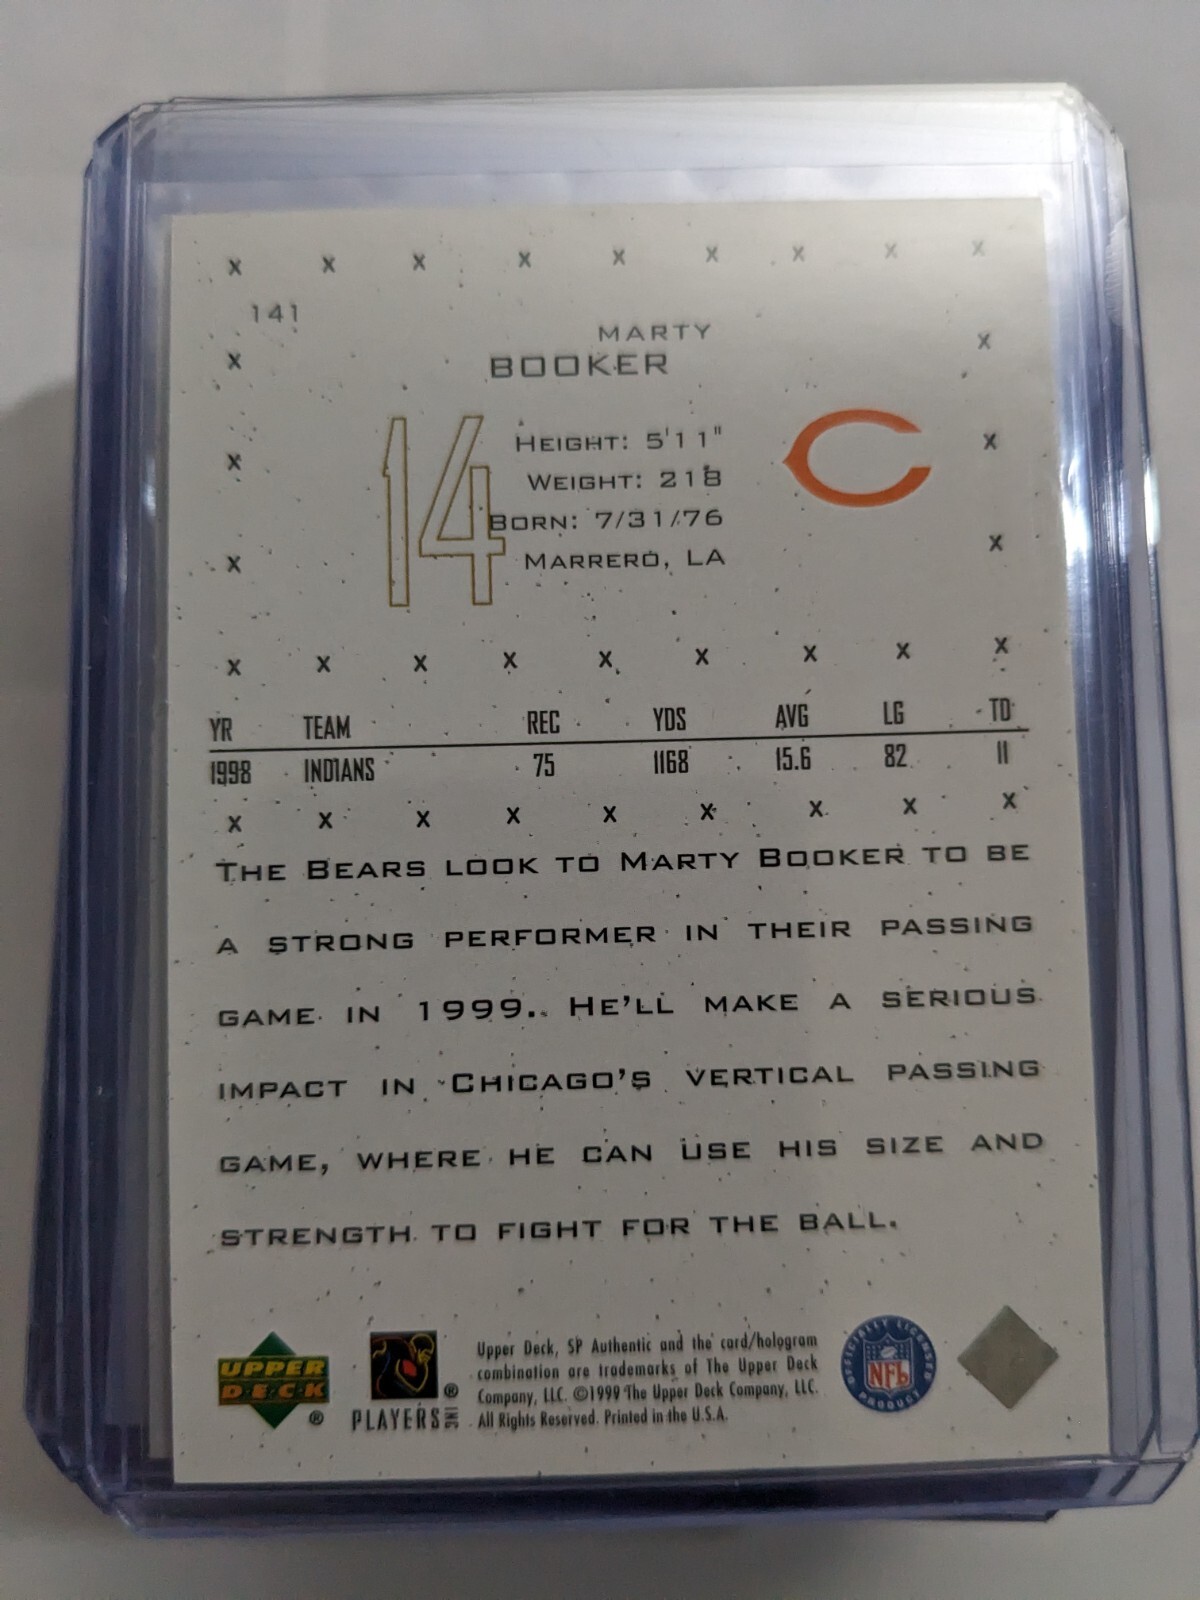 x x x x x x x x x
141
MARTY
BOOKER
14
HEIGHT: 5'11"
WEIGHT: 218
BORN: 7/31/76
MARRERO, LA
x x x x x x x x x
YR TEAM REC YDS AVG LG TD
1998 INDIANS 75 1168 15.6 82 11
x x x x x x x x x
THE BEARS LOOK TO MARTY BOOKER TO BE
A STRONG PERFORMER IN THEIR PASSING
GAME IN 1999. HE'LL MAKE A SERIOUS
IMPACT IN CHICAGO'S VERTICAL PASSING
GAME, WHERE HE CAN USE HIS SIZE AND
STRENGTH TO FIGHT FOR THE BALL.
UPPER
DECK
®
PLAYERS INC ®
Upper Deck, SP Authentic and the card/hologram
combination are trademarks of The Upper Deck
Company, LLC. ©1999 The Upper Deck Company, LLC.
All Rights Reserved. Printed in the U.S.A.
OFFICIALLY LICENSED
NFL
PRODUCT